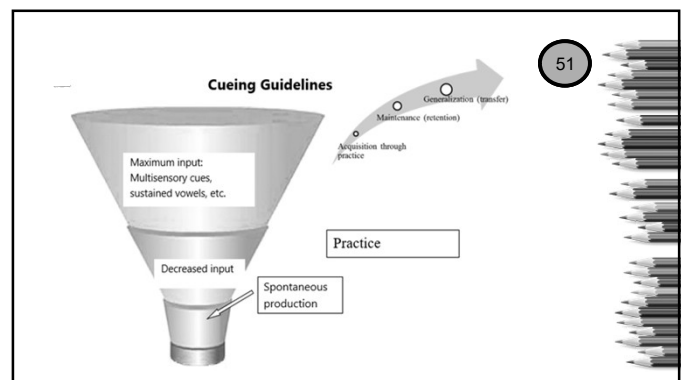 51
Cueing Guidelines
Generalization (transfer)
Maintenance (retention)
Acquisition through
practice
Maximum input:
Multisensory cues,
sustained vowels, etc.
Practice
Decreased input
Spontaneous
production